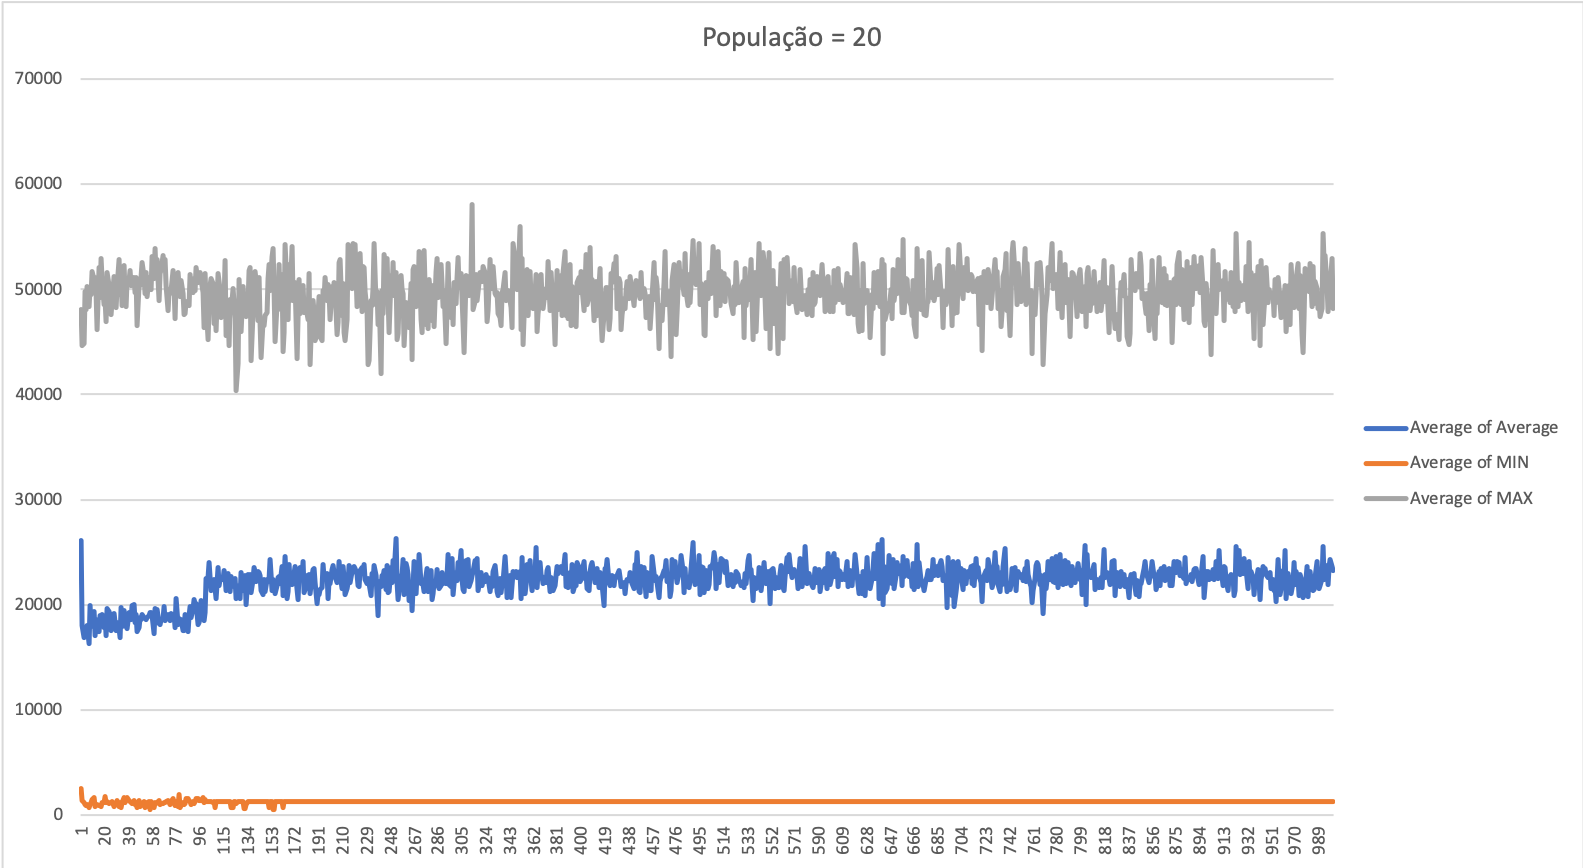 População = 20
70000
60000
50000
40000
30000
20000
10000
0
1 20 39 58 77 96 115 134 153 172 191 210 229 248 267 286 305 324 343 362 381 400 419 438 457 476 495 514 533 552 571 590 609 628 647 666 685 704 723 742 761 780 799 818 837 856 875 894 913 932 951 970 989
Average of Average
Average of MIN
Average of MAX